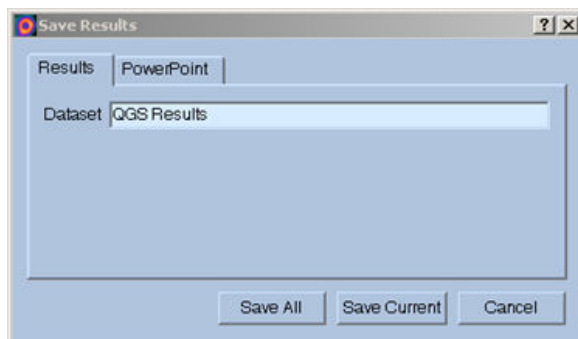 Save Results
Results PowerPoint
Dataset QGS Results
Save All Save Current Cancel